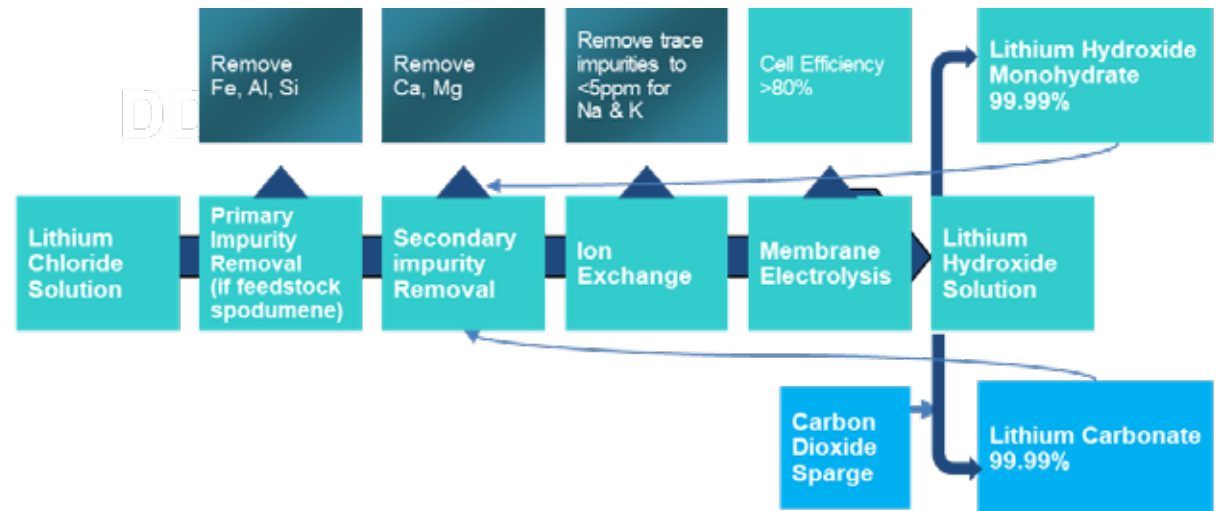 Remove
Fe, Al, Si
Remove
Ca, Mg
Remove trace
impurities to
<5ppm for
Na & K
Cell Efficiency
>80%
Lithium Hydroxide
Monohydrate
99.99%
DD
Lithium
Chloride
Solution
Primary
Impurity
Removal
(if feedstock
spodumene)
Secondary
impurity
Removal
Ion
Exchange
Membrane
Electrolysis
Lithium
Hydroxide
Solution
Carbon
Dioxide
Sparge
Lithium Carbonate
99.99%